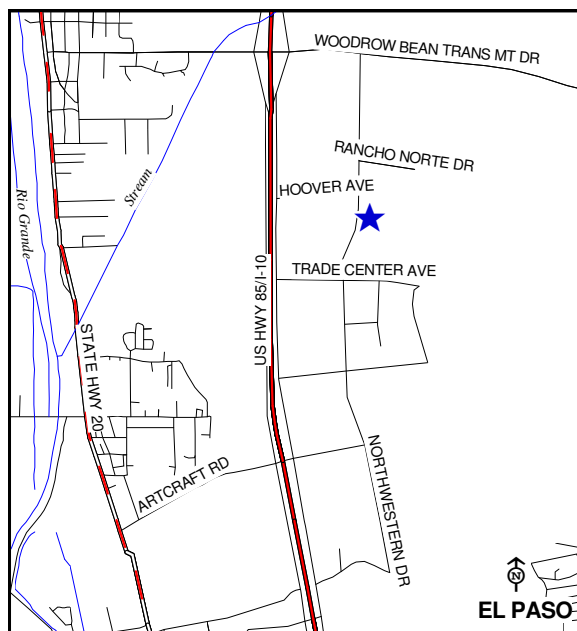 WOODROW BEAN TRANS MT DR
RANCHO NORTE DR
HOOVER AVE
Stream
Rio Grande
TRADE CENTER AVE
US HWY 85/I-10
STATE HWY 20
ARTCRAFT RD
NORTHWESTERN DR
N
EL PASO